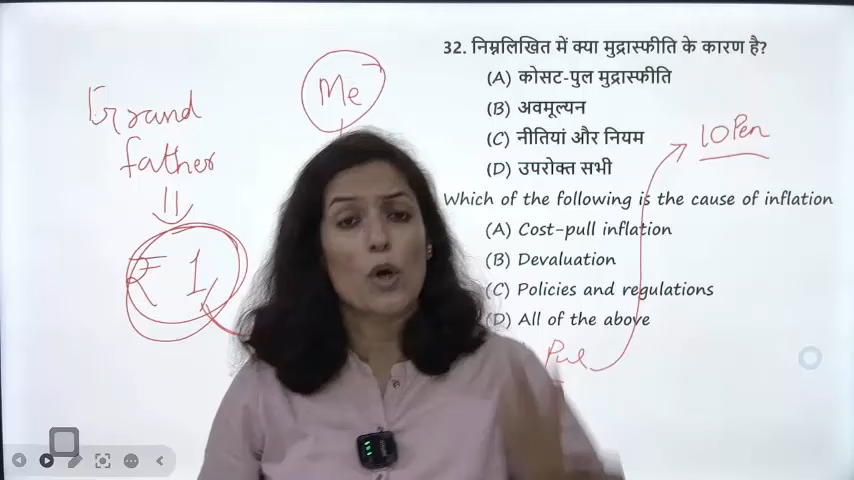 32. निम्नलिखित में क्या मुद्रास्फीति के कारण है?
(A) कोसट-पुल मुद्रास्फीति
(B) अवमूल्यन
(C) नीतियां और नियम
(D) उपरोक्त सभी
Which of the following is the cause of inflation
(A) Cost-pull inflation
(B) Devaluation
(C) Policies and regulations
(D) All of the above
Grand
father
₹ 1
Me
10 Pen